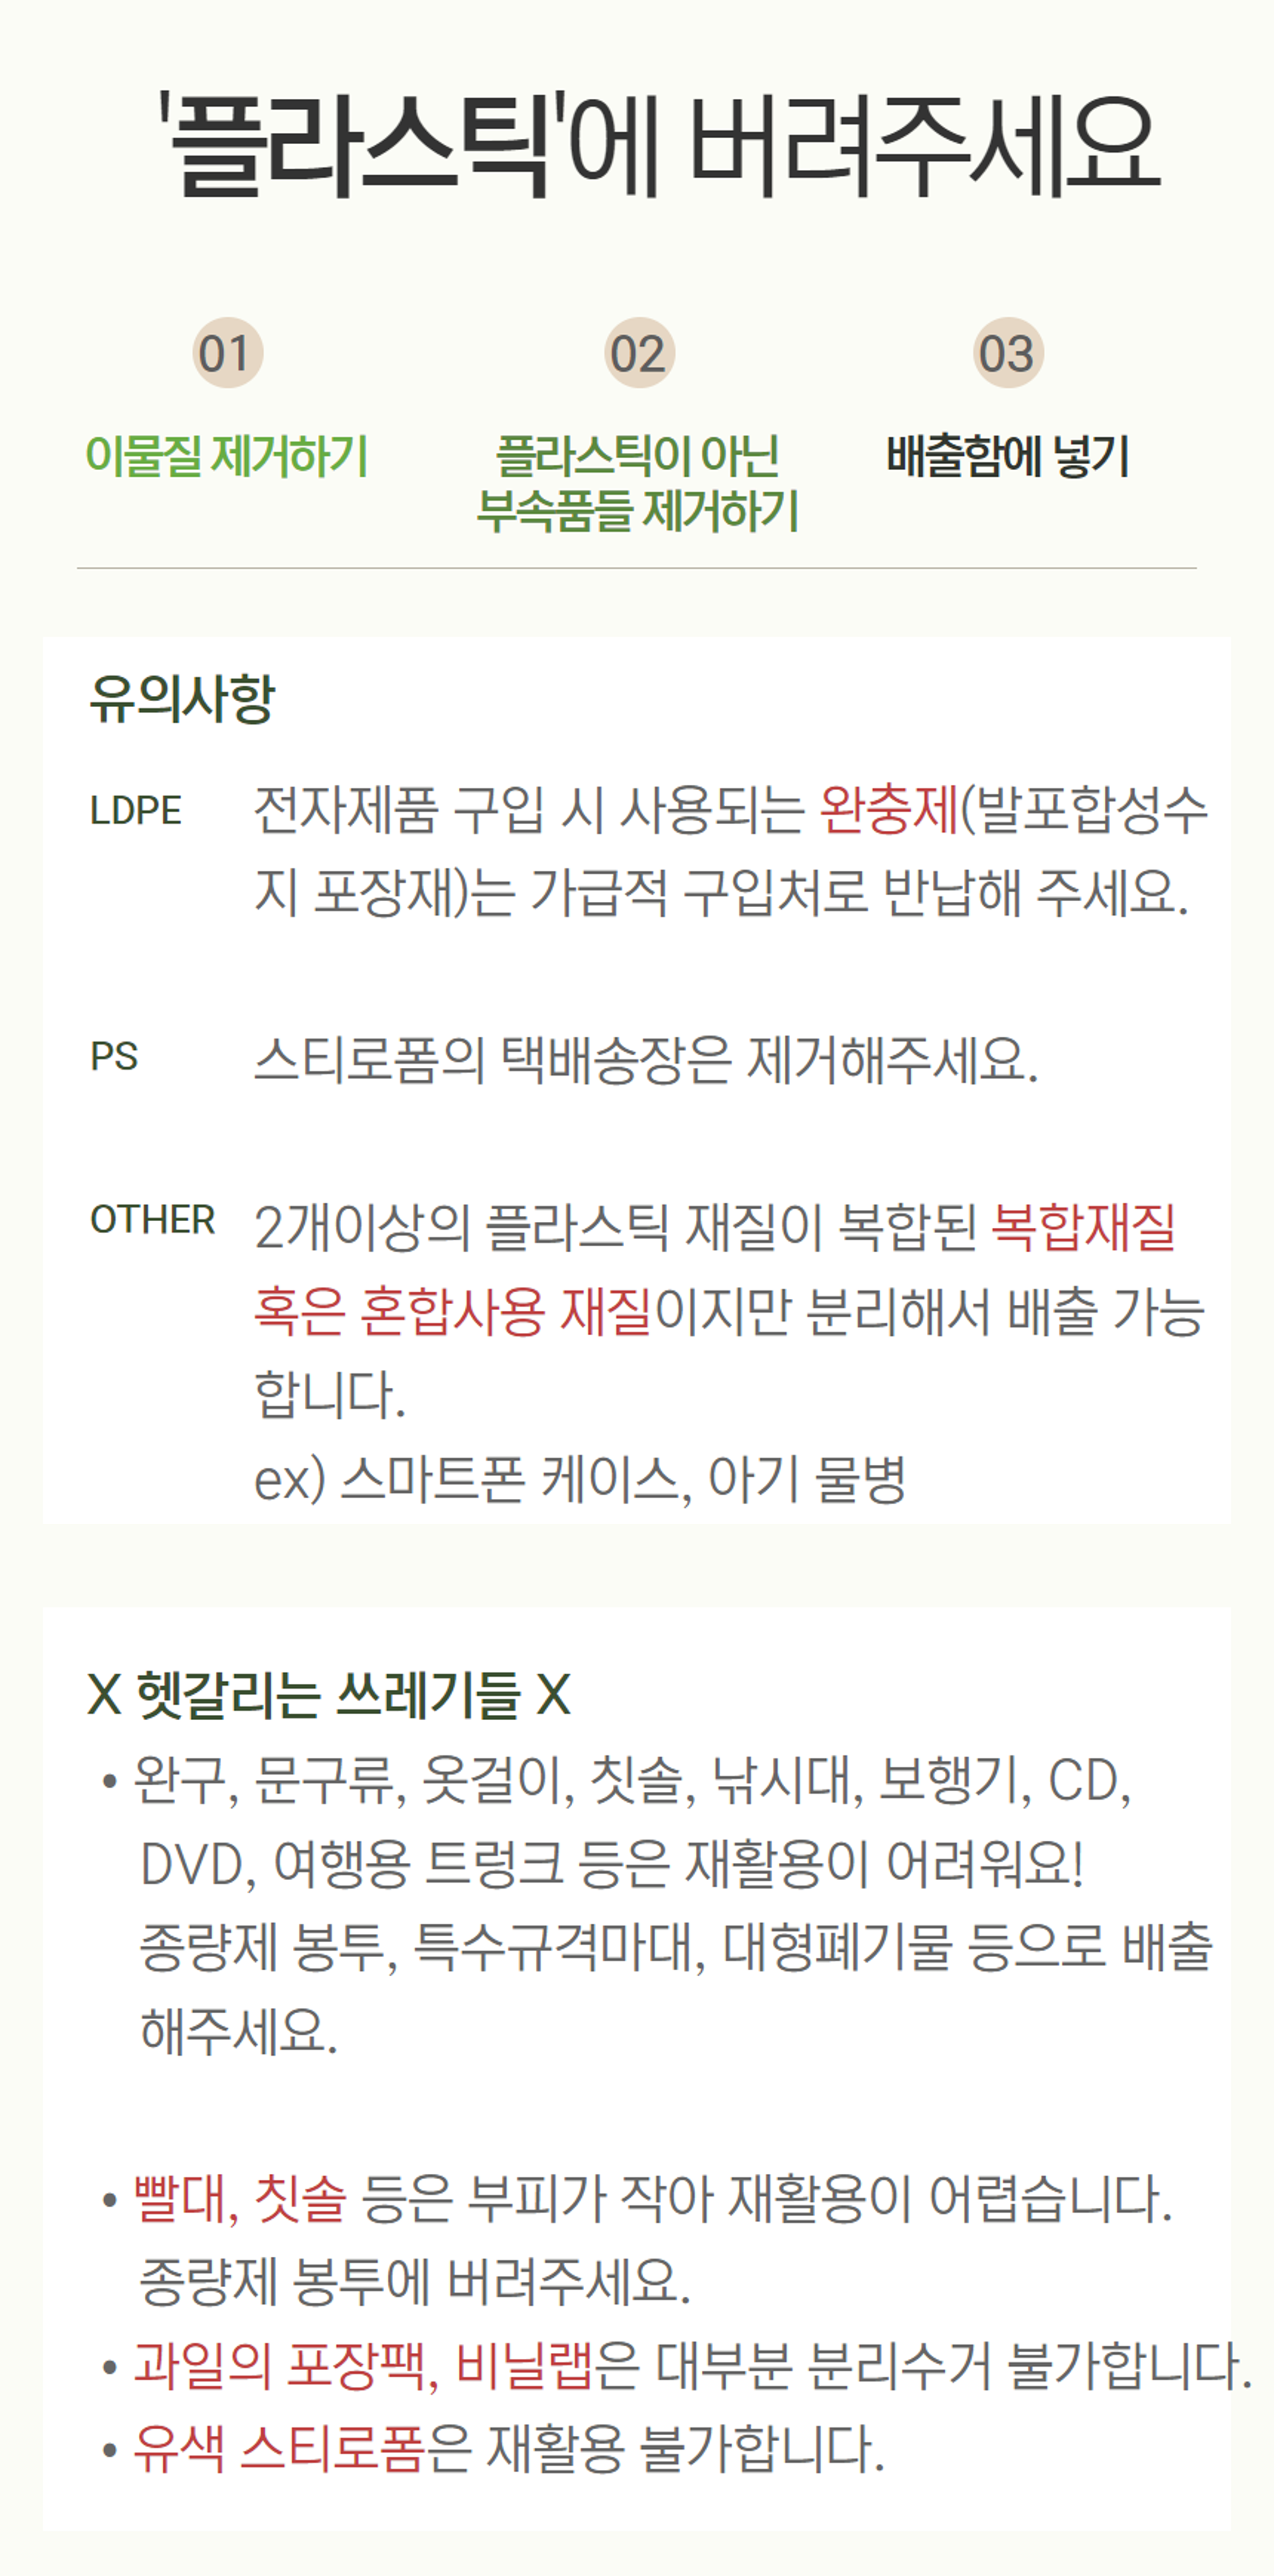 '플라스틱'에 버려주세요
01
02
03
이물질 제거하기
플라스틱이 아닌
부속품들 제거하기
배출함에 넣기
유의사항
LDPE 전자제품 구입 시 사용되는 완충제(발포합성수
지 포장재)는 가급적 구입처로 반납해 주세요.
PS 스티로폼의 택배송장은 제거해주세요.
OTHER 2개이상의 플라스틱 재질이 복합된 복합재질
혹은 혼합사용 재질이지만 분리해서 배출 가능
합니다.
ex) 스마트폰 케이스, 아기 물병
X 헷갈리는 쓰레기들 X
• 완구, 문구류, 옷걸이, 칫솔, 낚시대, 보행기, CD,
DVD, 여행용 트렁크 등은 재활용이 어려워요!
종량제 봉투, 특수규격마대, 대형폐기물 등으로 배출
해주세요.
• 빨대, 칫솔 등은 부피가 작아 재활용이 어렵습니다.
종량제 봉투에 버려주세요.
• 과일의 포장팩, 비닐랩은 대부분 분리수거 불가합니다.
• 유색 스티로폼은 재활용 불가합니다.